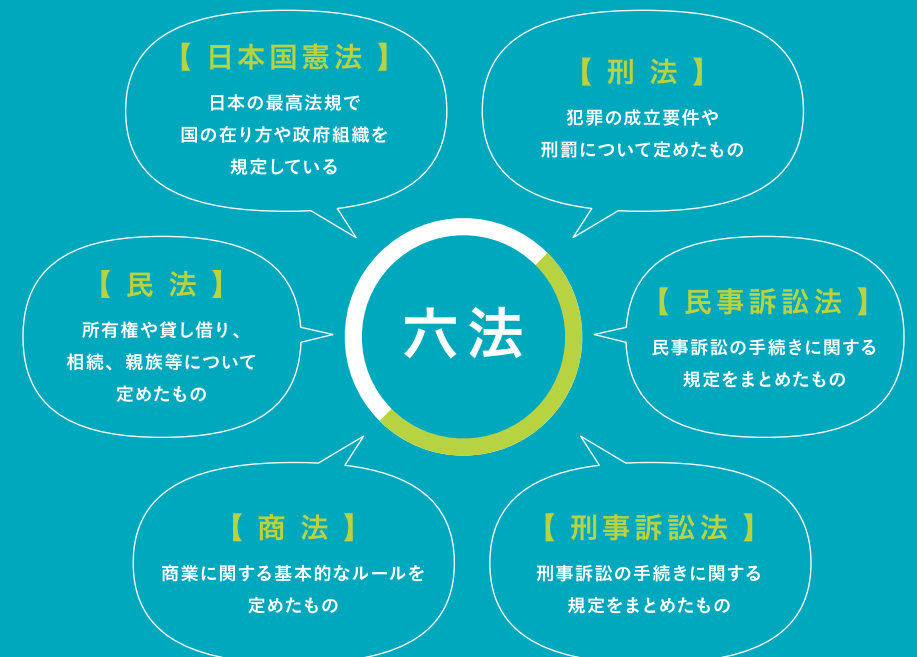 【 日本国憲法 】
日本の最高法規で
国の在り方や政府組織を
規定している
【 刑 法 】
犯罪の成立要件や
刑罰について定めたもの
【 民 法 】
所有権や貸し借り、
相続、親族等について
定めたもの
六法
【 民事訴訟法 】
民事訴訟の手続きに関する
規定をまとめたもの
【 商 法 】
商業に関する基本的なルールを
定めたもの
【 刑事訴訟法 】
刑事訴訟の手続きに関する
規定をまとめたもの